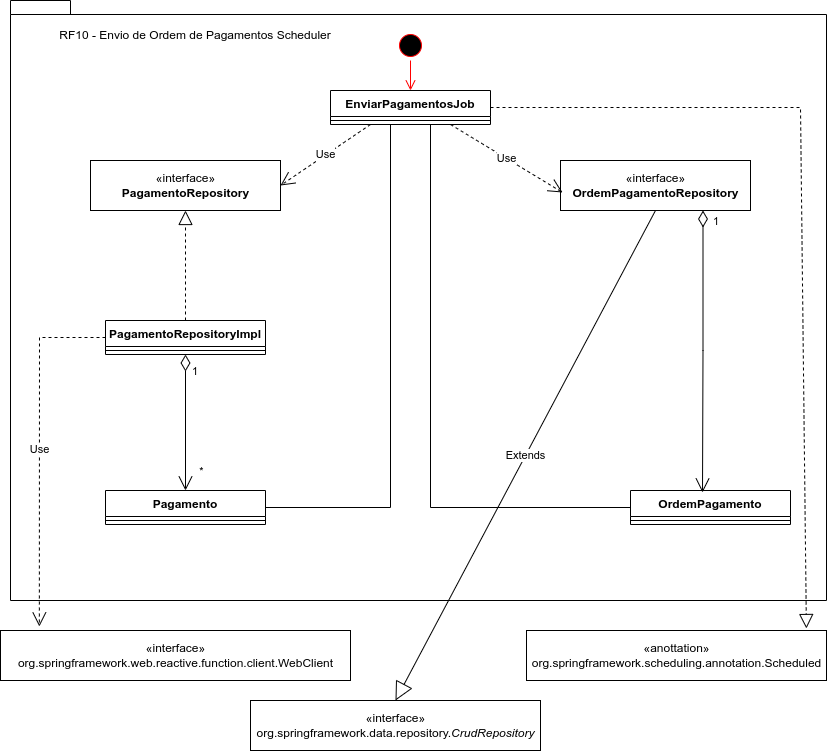 RF10 - Envio de Ordem de Pagamentos Scheduler
EnviarPagamentosJob
Use
Use
«interface»
PagamentoRepository
«interface»
OrdemPagamentoRepository
1
PagamentoRepositoryImpl
1
Use
Extends
*
Pagamento
OrdemPagamento
«interface»
org.springframework.web.reactive.function.client.WebClient
«anottation»
org.springframework.scheduling.annotation.Scheduled
«interface»
org.springframework.data.repository.CrudRepository